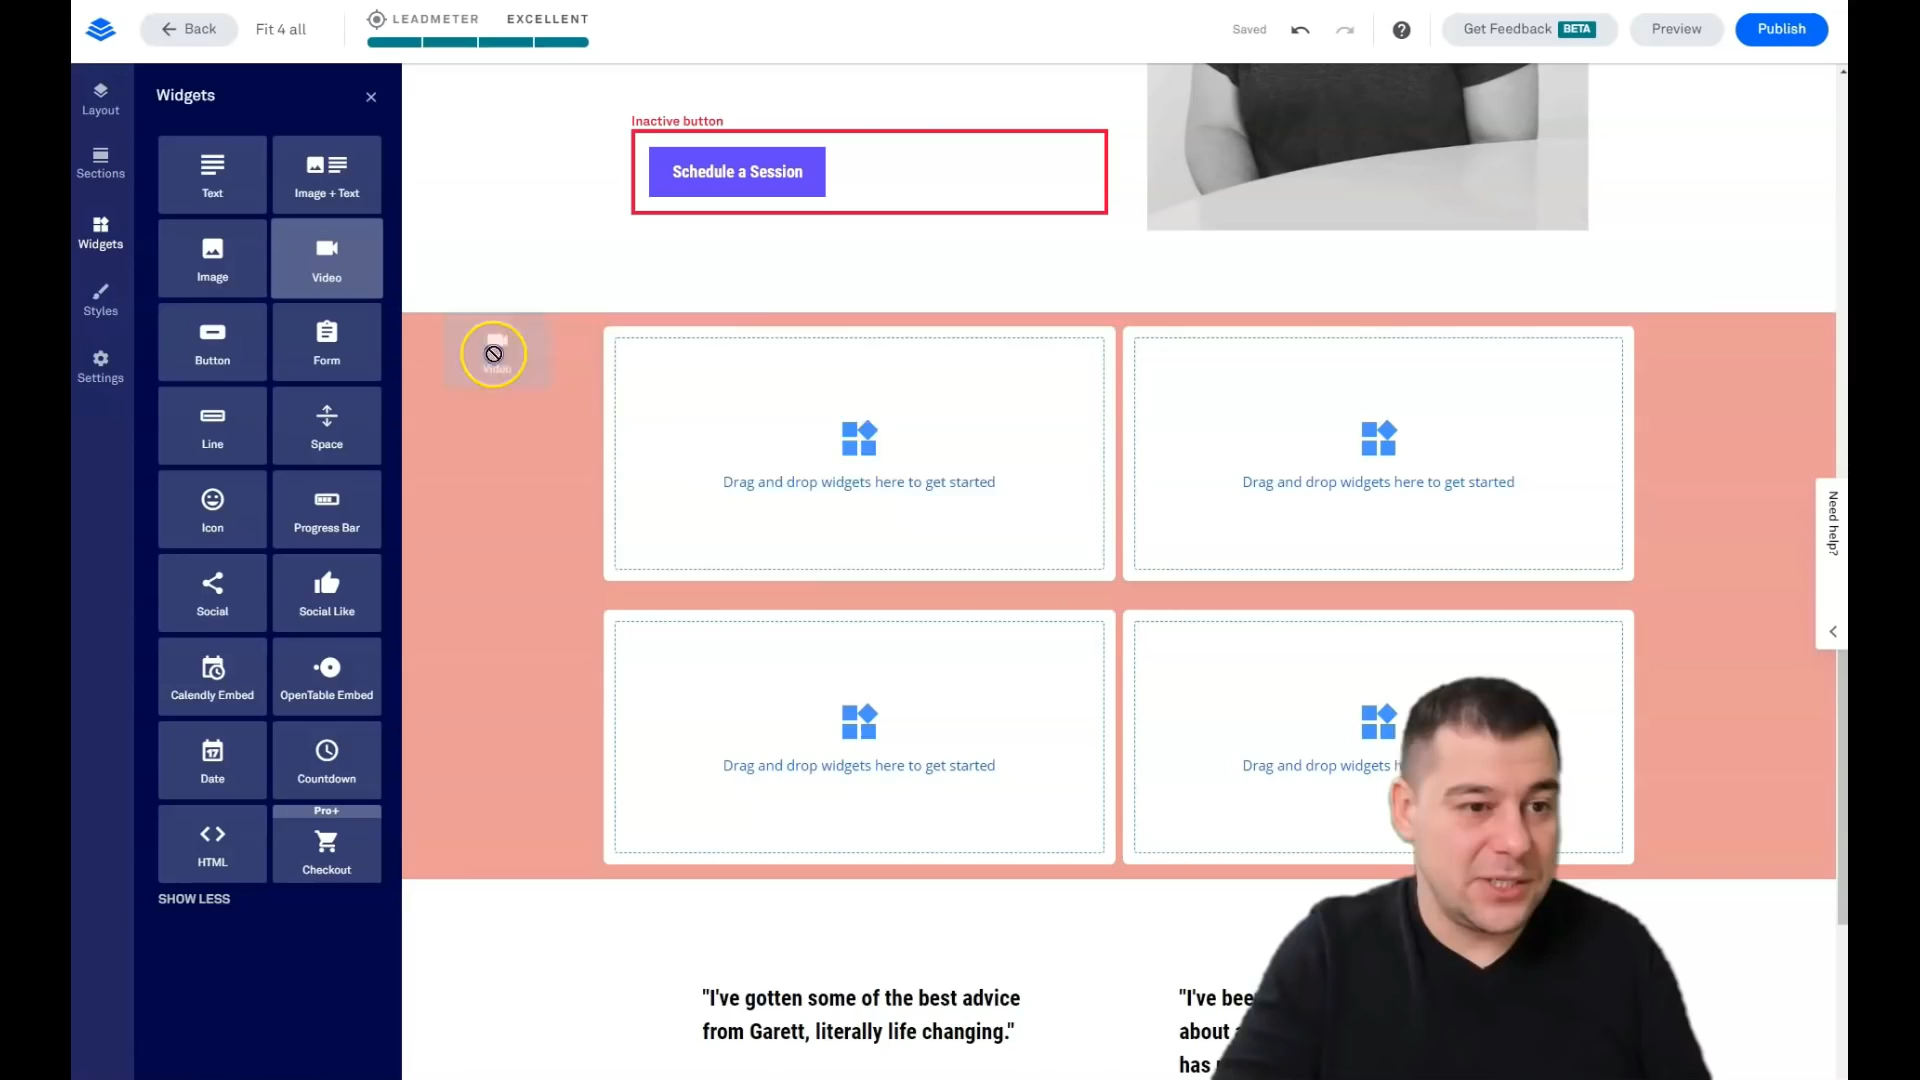 Back
Fit 4 all
LEADMETER
EXCELLENT
Saved
?
Get Feedback BETA
Preview
Publish
Layout
Sections
Widgets
Styles
Settings
Widgets
Text
Image + Text
Image
Video
Button
Form
Line
Space
Icon
Progress Bar
Social
Social Like
Calendly Embed
OpenTable Embed
Date
17
Countdown
HTML
Pro+
Checkout
SHOW LESS
Inactive button
Schedule a Session
Video
Drag and drop widgets here to get started
Drag and drop widgets here to get started
Drag and drop widgets here to get started
Drag and drop widgets
Need help?
"I've gotten some of the best advice
from Garett, literally life changing."
"I've bee
about
has